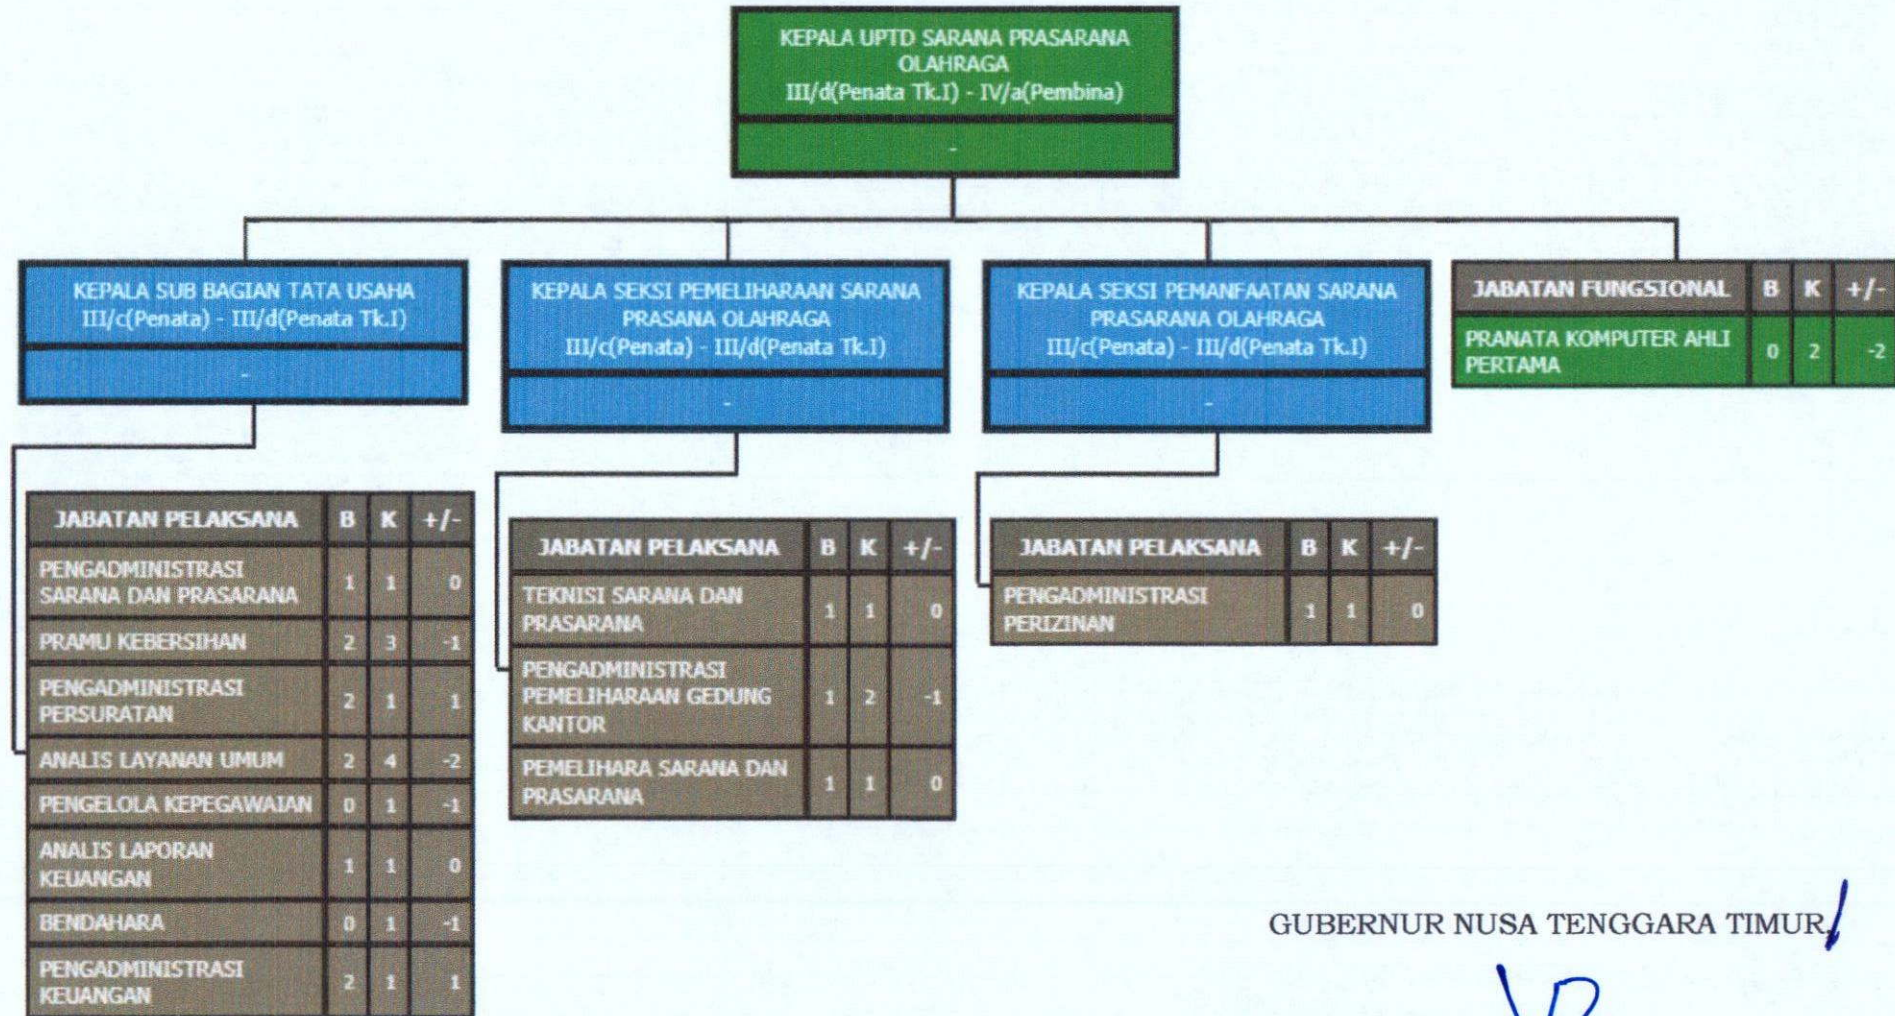 KEPALA UPTD SARANA PRASARANA
OLAHRAGA
III/d(Penata Tk.I) - IV/a(Pembina)
-
KEPALA SUB BAGIAN TATA USAHA
III/c(Penata) - III/d(Penata Tk.I)
-
KEPALA SEKSI PEMELIHARAAN SARANA
PRASANA OLAHRAGA
III/c(Penata) - III/d(Penata Tk.I)
-
KEPALA SEKSI PEMANFAATAN SARANA
PRASARANA OLAHRAGA
III/c(Penata) - III/d(Penata Tk.I)
-
JABATAN FUNGSIONAL B K +/-
PRANATA KOMPUTER AHLI
PERTAMA 0 2 -2
JABATAN PELAKSANA B K +/-
PENGADMINISTRASI
SARANA DAN PRASARANA 1 1 0
PRAMU KEBERSIHAN 2 3 -1
PENGADMINISTRASI
PERSURATAN 2 1 1
ANALIS LAYANAN UMUM 2 4 -2
PENGELOLA KEPEGAWAIAN 0 1 -1
ANALIS LAPORAN
KEUANGAN 1 1 0
BENDAHARA 0 1 -1
PENGADMINISTRASI
KEUANGAN 2 1 1
JABATAN PELAKSANA B K +/-
TEKNISI SARANA DAN
PRASARANA 1 1 0
PENGADMINISTRASI
PEMELIHARAAN GEDUNG
KANTOR 1 2 -1
PEMELIHARA SARANA DAN
PRASARANA 1 1 0
JABATAN PELAKSANA B K +/-
PENGADMINISTRASI
PERIZINAN 1 1 0
GUBERNUR NUSA TENGGARA TIMUR,